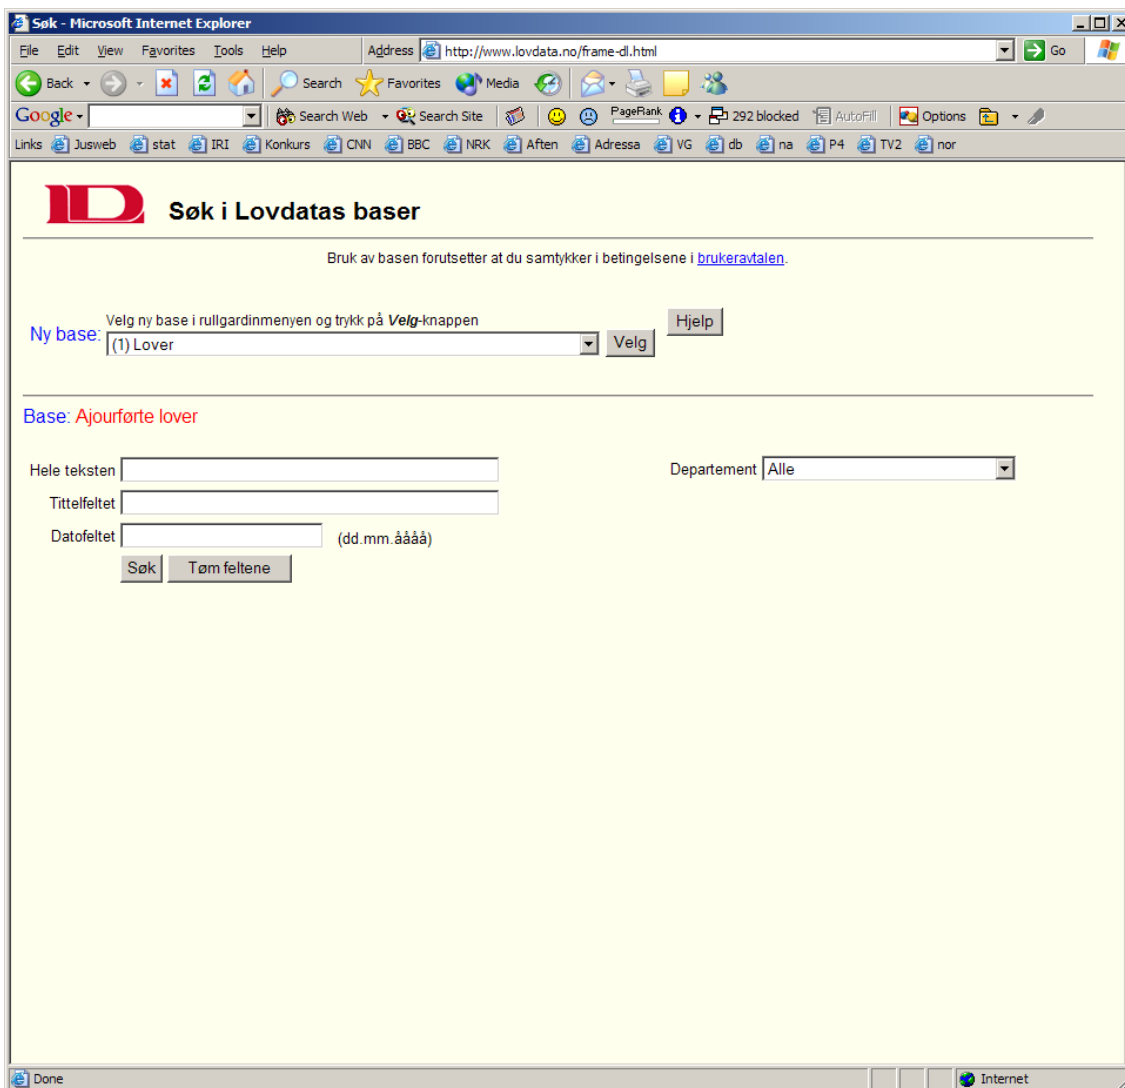 Søk - Microsoft Internet Explorer
File Edit View Favorites Tools Help Address http://www.lovdata.no/frame-dl.html Go
Back Search Favorites Media
Google Search Web Search Site PageRank 292 blocked AutoFill Options
Links Jusweb stat IRI Konkurs CNN BBC NRK Aften Adressa VG db na P4 TV2 nor
LD Søk i Lovdatas baser
Bruk av basen forutsetter at du samtykker i betingelsene i brukeravtalen.
Velg ny base i rullgardinmenyen og trykk på Velg-knappen Hjelp
Ny base: (1) Lover Velg
Base: Ajourførte lover
Hele teksten Departement Alle
Tittelfeltet
Datofeltet (dd.mm.åååå)
Søk Tøm feltene
Done Internet